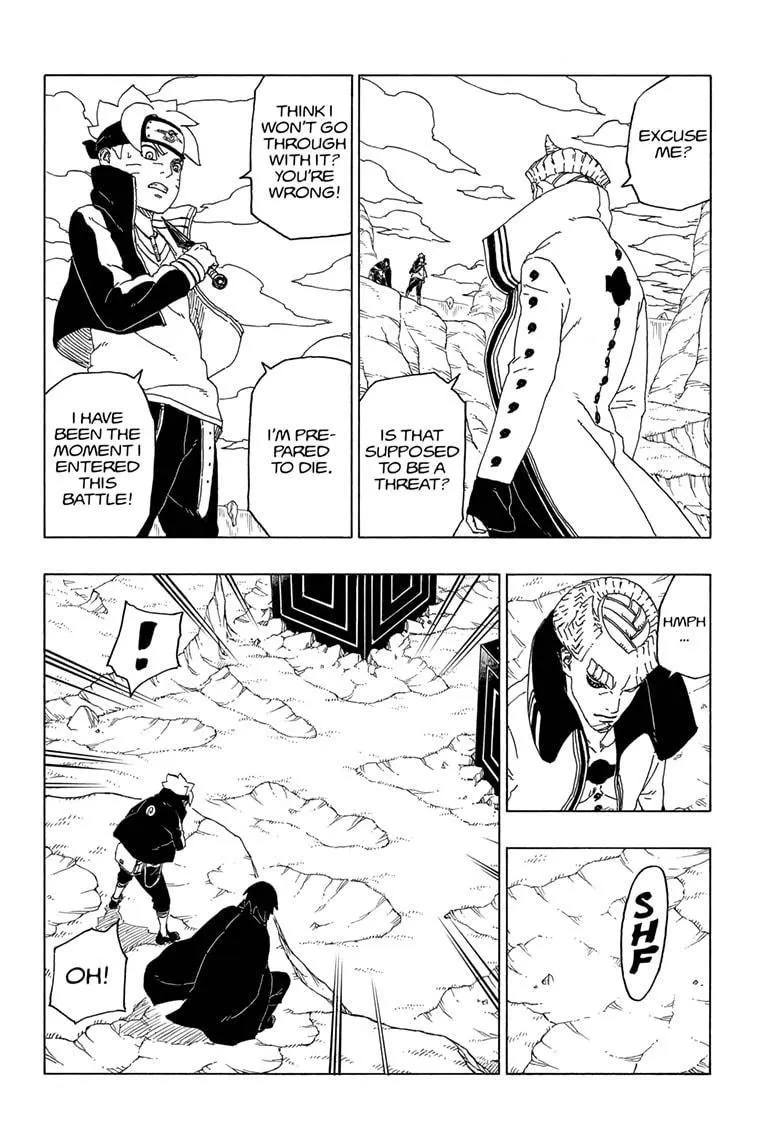 EXCUSE
ME?
IS THAT
SUPPOSED
TO BE A
THREAT?
THINK I
WON'T GO
THROUGH
WITH IT?
YOU'RE
WRONG!
I'M PRE-
PARED
TO DIE.
I HAVE
BEEN THE
MOMENT I
ENTERED
THIS
BATTLE!
HMPH
...
SHF
!
OH!